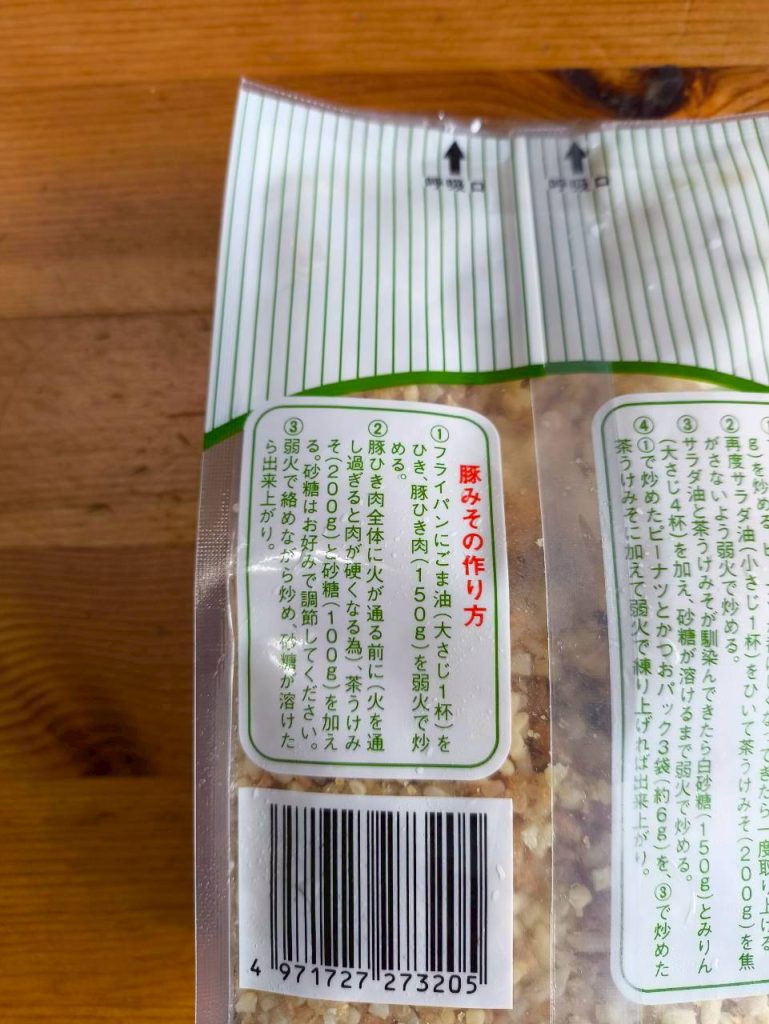 呼吸口
呼吸口
g)を炒める。
②再度サラダ油(小さじ1杯)をひいて茶うけみそ(200g)を焦
がさないよう弱火で炒める。
③サラダ油と茶うけみそが馴染んできたら白砂糖(150g)とみりん
(大さじ4杯)を加え、砂糖が溶けるまで弱火で炒める。
④①で炒めたピーナツとかつおパック3袋(約6g)を、③で炒めた
茶うけみそに加えて弱火で練り上げれば出来上がり。
豚みその作り方
①フライパンにごま油(大さじ1杯)を
ひき、豚ひき肉(150g)を弱火で炒
める。
②豚ひき肉全体に火が通る前に(火を通
し過ぎると肉が硬くなる為)、茶うけみ
そ(200g)と砂糖(100g)を加え
る。砂糖はお好みで調節してください。
③弱火で絡めながら炒め、砂糖が溶けた
ら出来上がり。
4 971727 273205